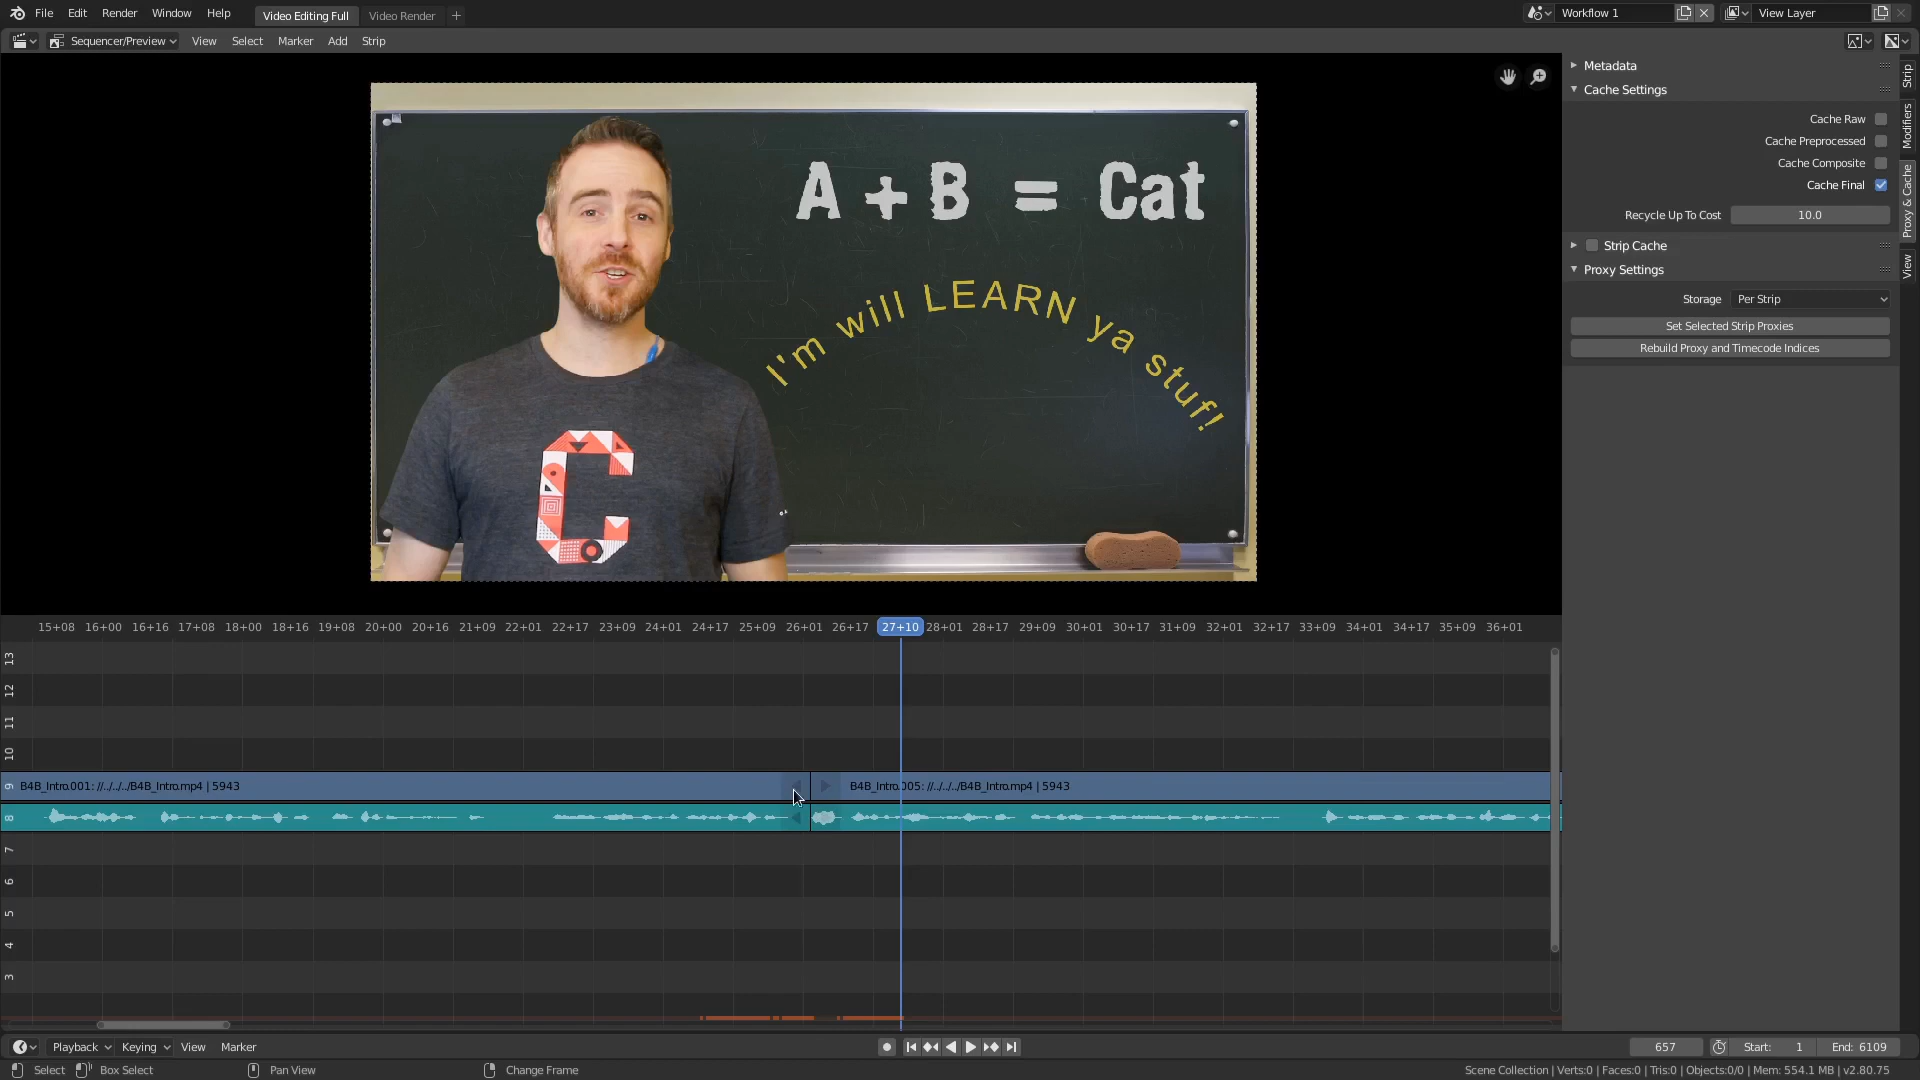 File Edit Render Window Help Video Editing Full Video Render + Workflow 1 View Layer
Sequencer/Preview View Select Marker Add Strip
A + B = Cat
I'm will LEARN ya stuf!
C
Metadata
Cache Settings
Cache Raw
Cache Preprocessed
Cache Composite
Cache Final
Recycle Up To Cost 10.0
Strip Cache
Proxy Settings
Storage Per Strip
Set Selected Strip Proxies
Rebuild Proxy and Timecode Indices
Strip
Modifiers
Proxy & Cache
View
15+08 16+00 16+16 17+08 18+00 18+16 19+08 20+00 20+16 21+09 22+01 22+17 23+09 24+01 24+17 25+09 26+01 26+17 27+10 28+01 28+17 29+09 30+01 30+17 31+09 32+01 32+17 33+09 34+01 34+17 35+09 36+01
13
12
11
10
9 B4B_Intro.001: //../../../B4B_Intro.mp4 | 5943 B4B_Intro.005: //../../../B4B_Intro.mp4 | 5943
8
7
6
5
4
3
Playback Keying View Marker 657 Start: 1 End: 6109
Select Box Select Pan View Change Frame Scene Collection | Verts:0 | Faces:0 | Tris:0 | Objects:0/0 | Mem: 554.1 MB | v2.80.75